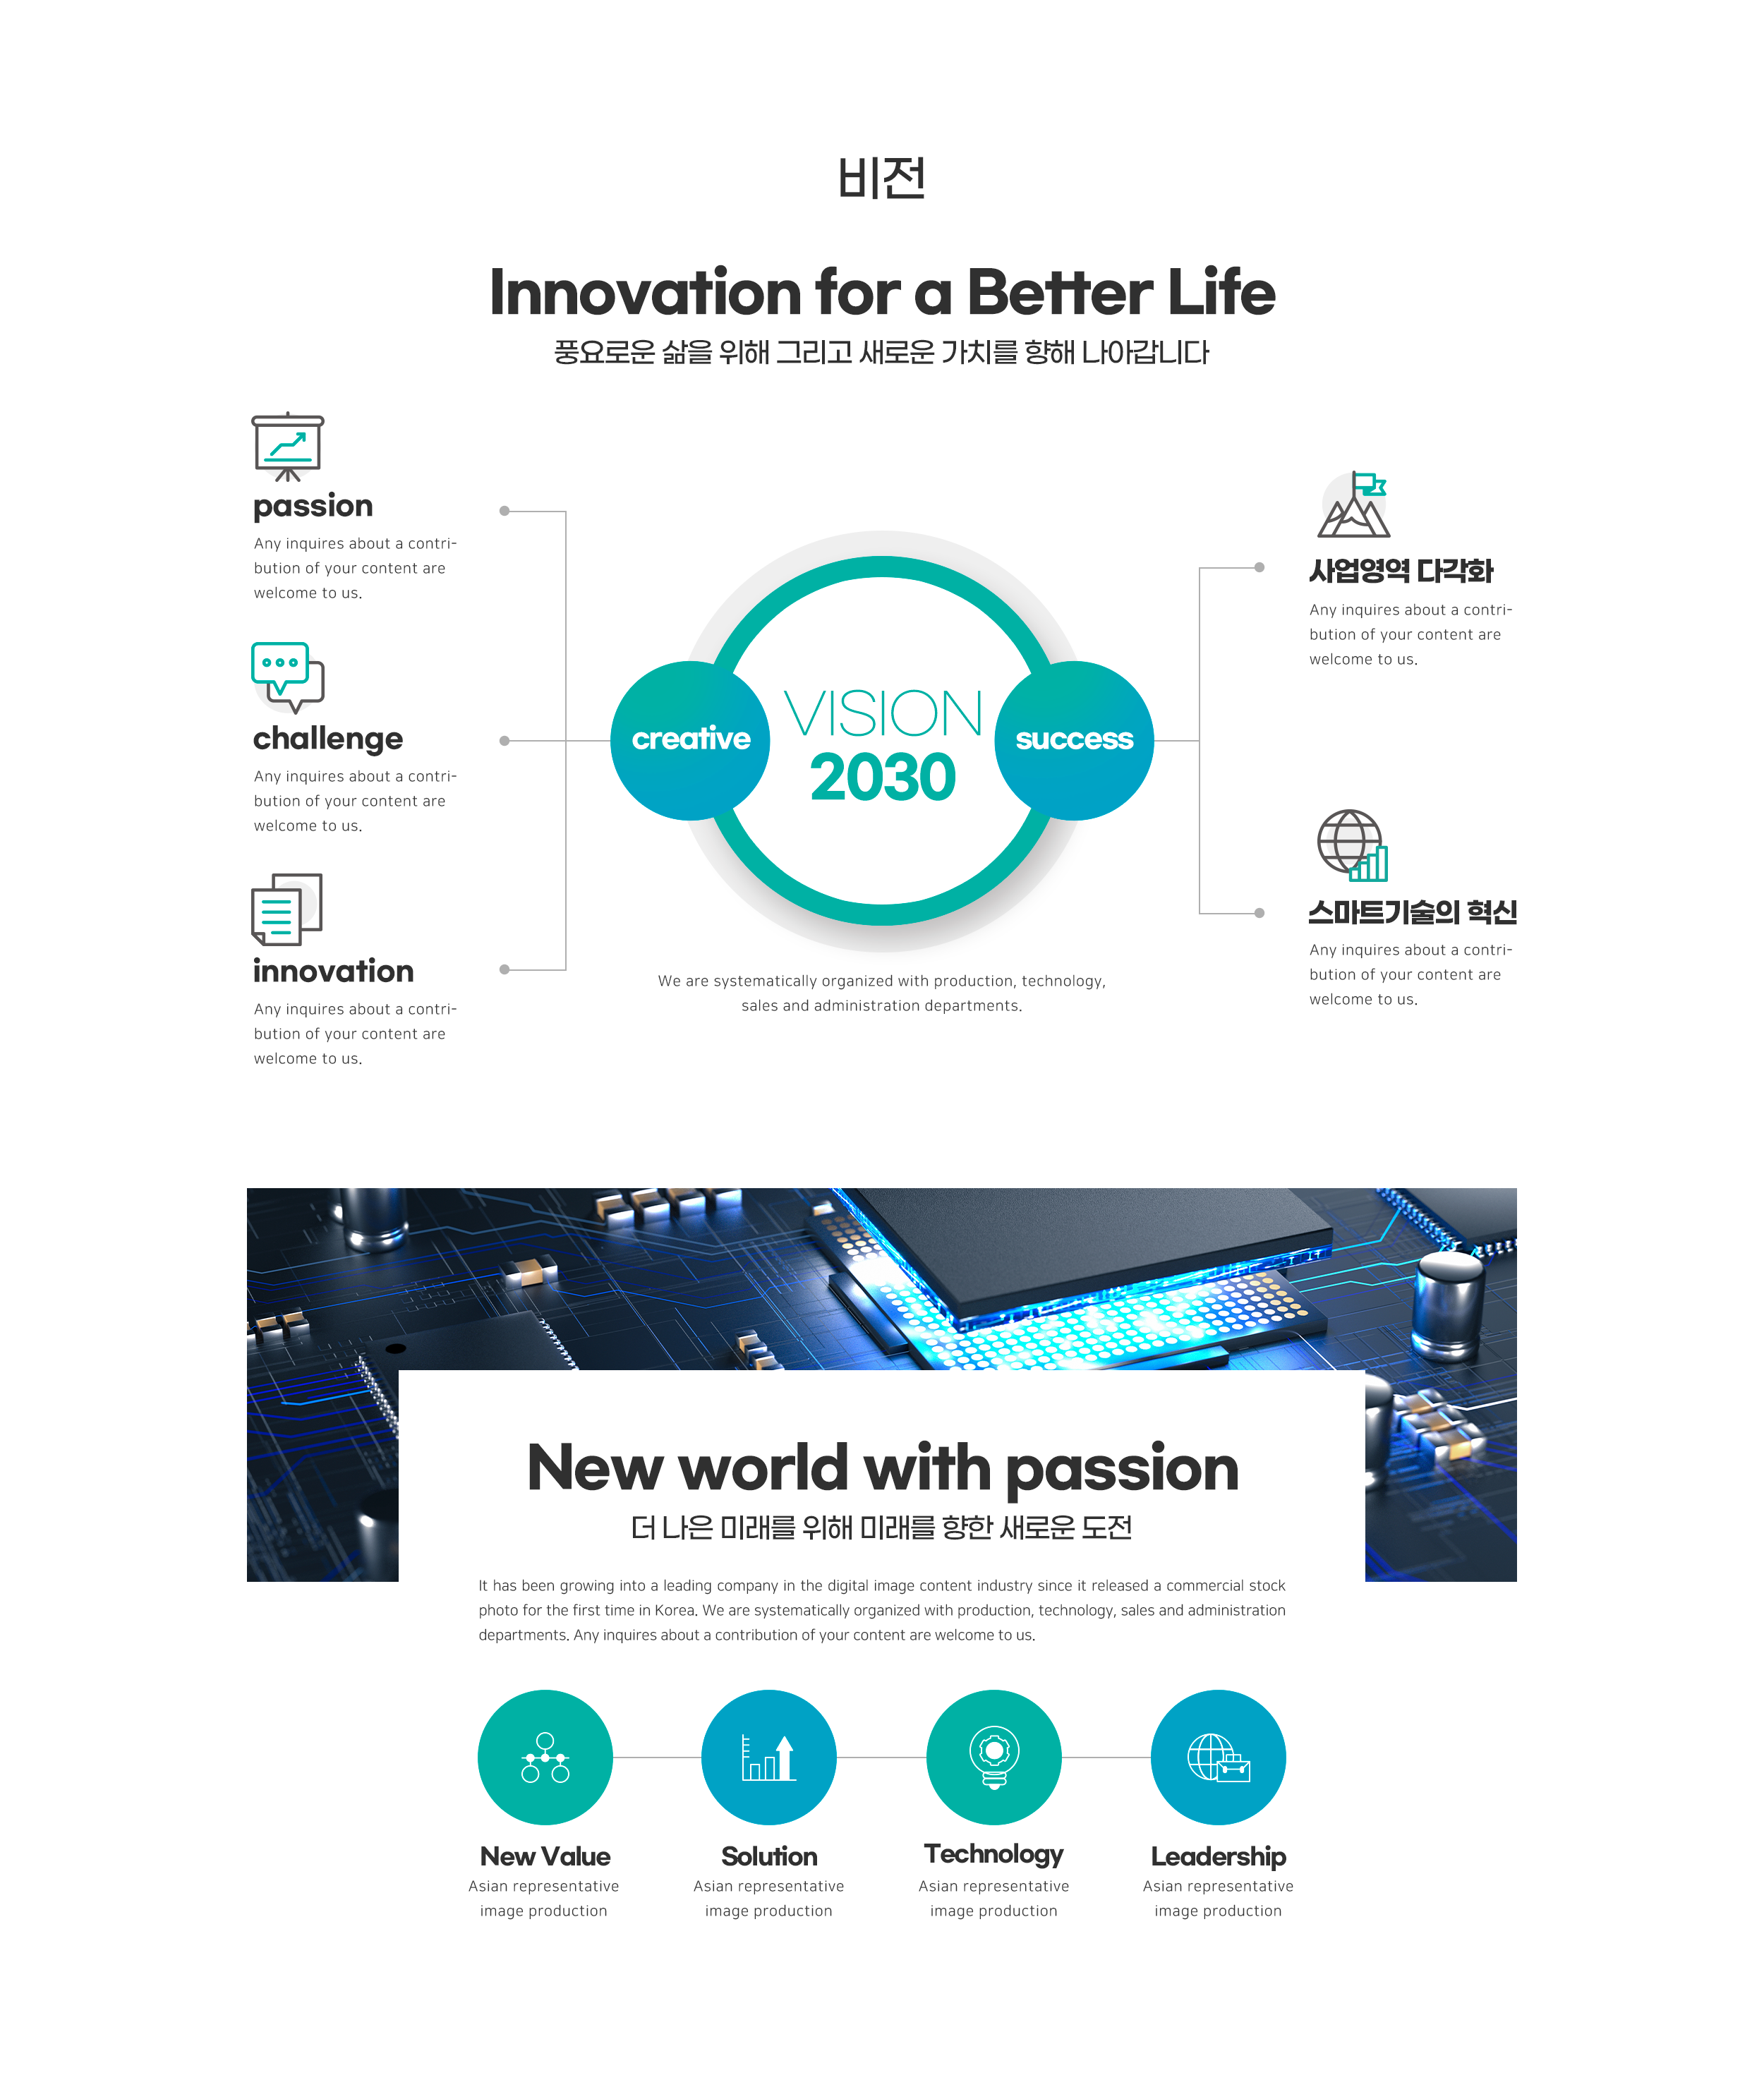 비전
Innovation for a Better Life
풍요로운 삶을 위해 그리고 새로운 가치를 향해 나아갑니다
passion
Any inquires about a contri-
bution of your content are
welcome to us.
challenge
Any inquires about a contri-
bution of your content are
welcome to us.
innovation
Any inquires about a contri-
bution of your content are
welcome to us.
creative
VISION
2030
success
We are systematically organized with production, technology,
sales and administration departments.
사업영역 다각화
Any inquires about a contri-
bution of your content are
welcome to us.
스마트기술의 혁신
Any inquires about a contri-
bution of your content are
welcome to us.
New world with passion
더 나은 미래를 위해 미래를 향한 새로운 도전
It has been growing into a leading company in the digital image content industry since it released a commercial stock
photo for the first time in Korea. We are systematically organized with production, technology, sales and administration
departments. Any inquires about a contribution of your content are welcome to us.
New Value
Asian representative
image production
Solution
Asian representative
image production
Technology
Asian representative
image production
Leadership
Asian representative
image production